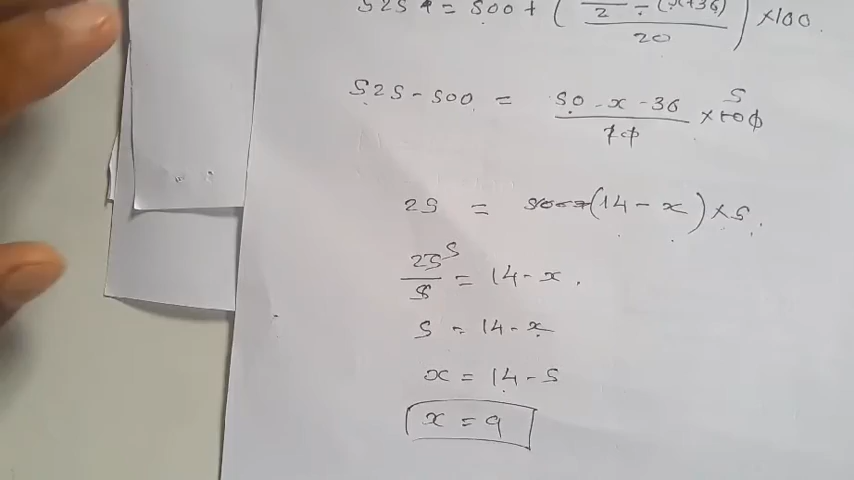 525 = 500 + ( /2 - (x+36) / 20 ) ×100
525 - 500 = 50 - x - 36 / 20 × 100 5
25 = (14 - x) × 5.
25/5 5 = 14 - x.
5 = 14 - x
x = 14 - 5
x = 9